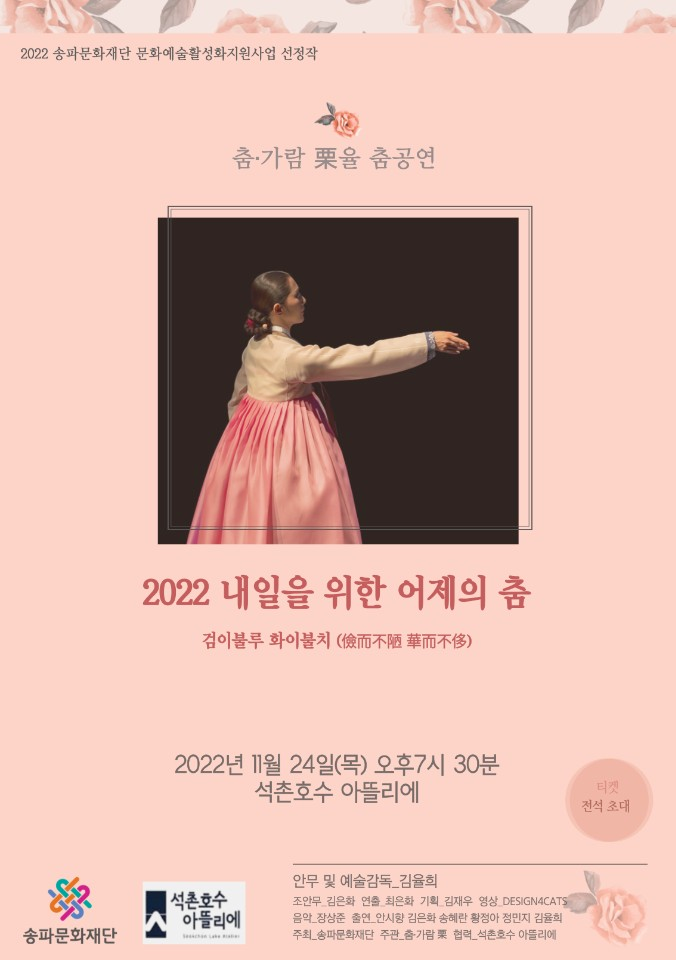 2022 송파문화재단 문화예술활성화지원사업 선정작
춤·가람 栗율 춤공연
2022 내일을 위한 어제의 춤
검이불루 화이불치 (儉而不陋 華而不侈)
2022년 11월 24일(목) 오후7시 30분
석촌호수 아뜰리에
티켓
전석 초대
안무 및 예술감독_김율희
조안무_김은화 연출_최은화 기획_김재우 영상_DESIGN4CATS
음악_장상준 출연_안시향 김은화 송혜란 황정아 정민지 김율희
주최_송파문화재단 주관_춤·가람 栗 협력_석촌호수 아뜰리에
송파문화재단
석촌호수
아뜰리에
Seokchon Lake Atelier